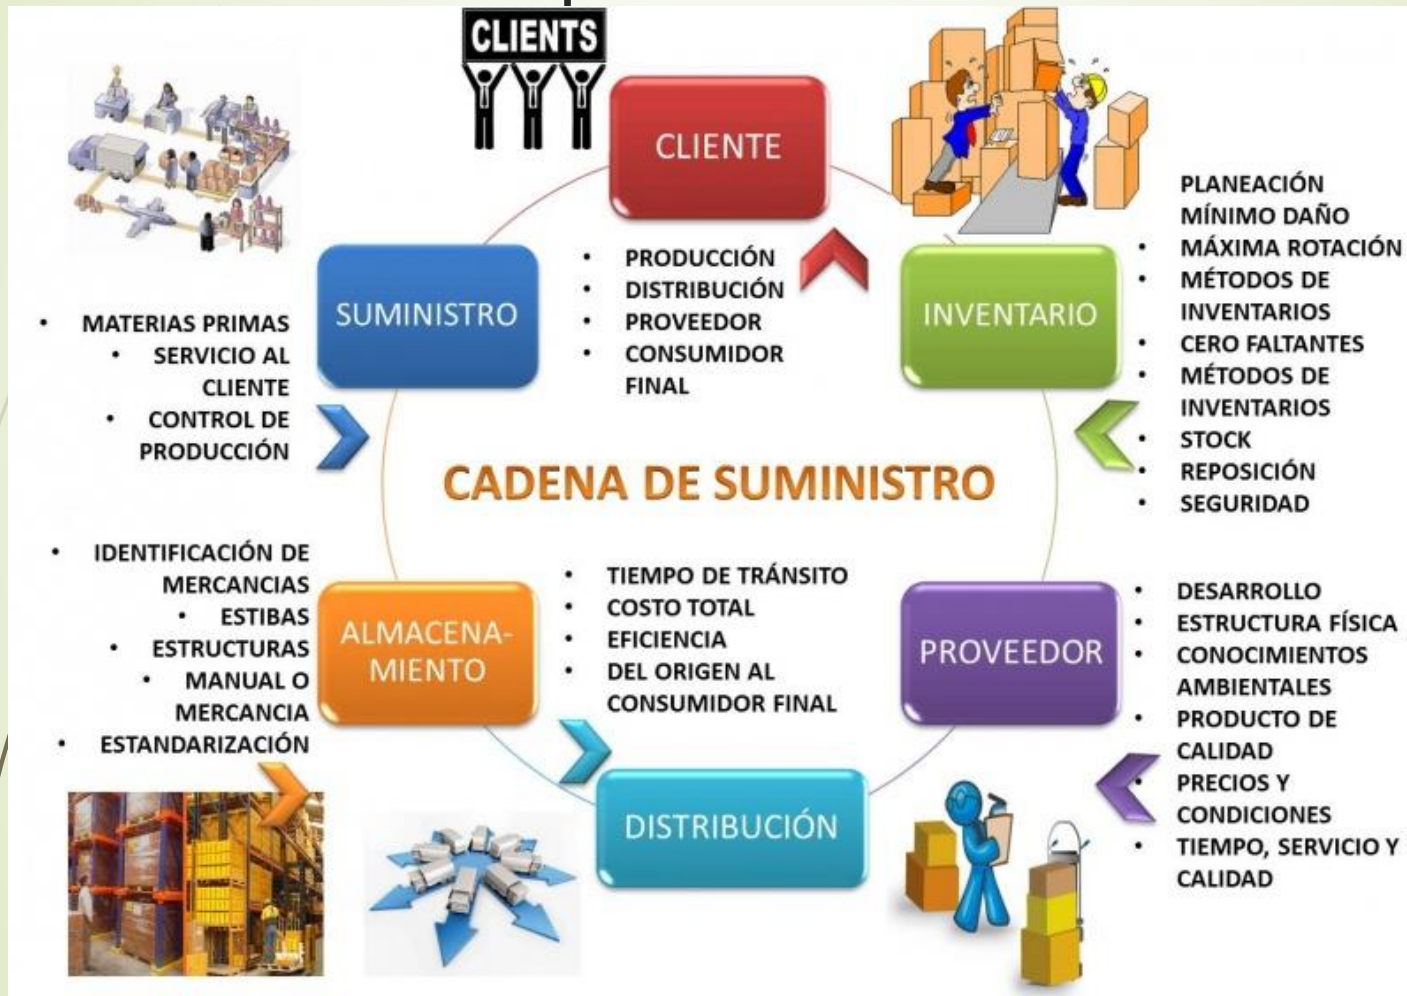 CLIENTS
CLIENTE
• PRODUCCIÓN
• DISTRIBUCIÓN
• PROVEEDOR
• CONSUMIDOR
FINAL
INVENTARIO
PLANEACIÓN
MÍNIMO DAÑO
• MÁXIMA ROTACIÓN
• MÉTODOS DE
INVENTARIOS
• CERO FALTANTES
• MÉTODOS DE
INVENTARIOS
• STOCK
• REPOSICIÓN
• SEGURIDAD
SUMINISTRO
• MATERIAS PRIMAS
• SERVICIO AL
CLIENTE
• CONTROL DE
PRODUCCIÓN
CADENA DE SUMINISTRO
ALMACENA-
MIENTO
• IDENTIFICACIÓN DE
MERCANCIAS
• ESTIBAS
• ESTRUCTURAS
• MANUAL O
MERCANCIA
• ESTANDARIZACIÓN
• TIEMPO DE TRÁNSITO
• COSTO TOTAL
• EFICIENCIA
• DEL ORIGEN AL
CONSUMIDOR FINAL
DISTRIBUCIÓN
PROVEEDOR
• DESARROLLO
• ESTRUCTURA FÍSICA
• CONOCIMIENTOS
AMBIENTALES
• PRODUCTO DE
CALIDAD
• PRECIOS Y
CONDICIONES
• TIEMPO, SERVICIO Y
CALIDAD